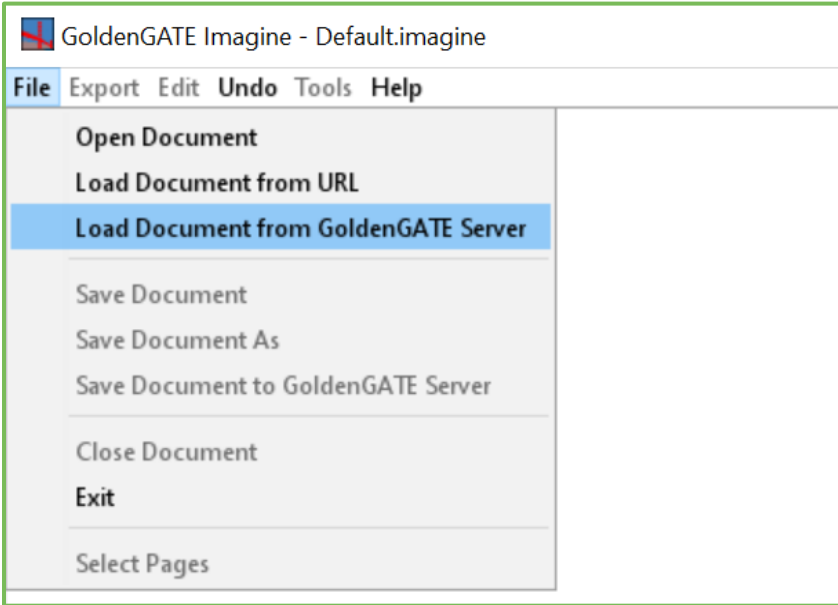 GoldenGATE Imagine - Default.imagine
File Export Edit Undo Tools Help
Open Document
Load Document from URL
Load Document from GoldenGATE Server
Save Document
Save Document As
Save Document to GoldenGATE Server
Close Document
Exit
Select Pages